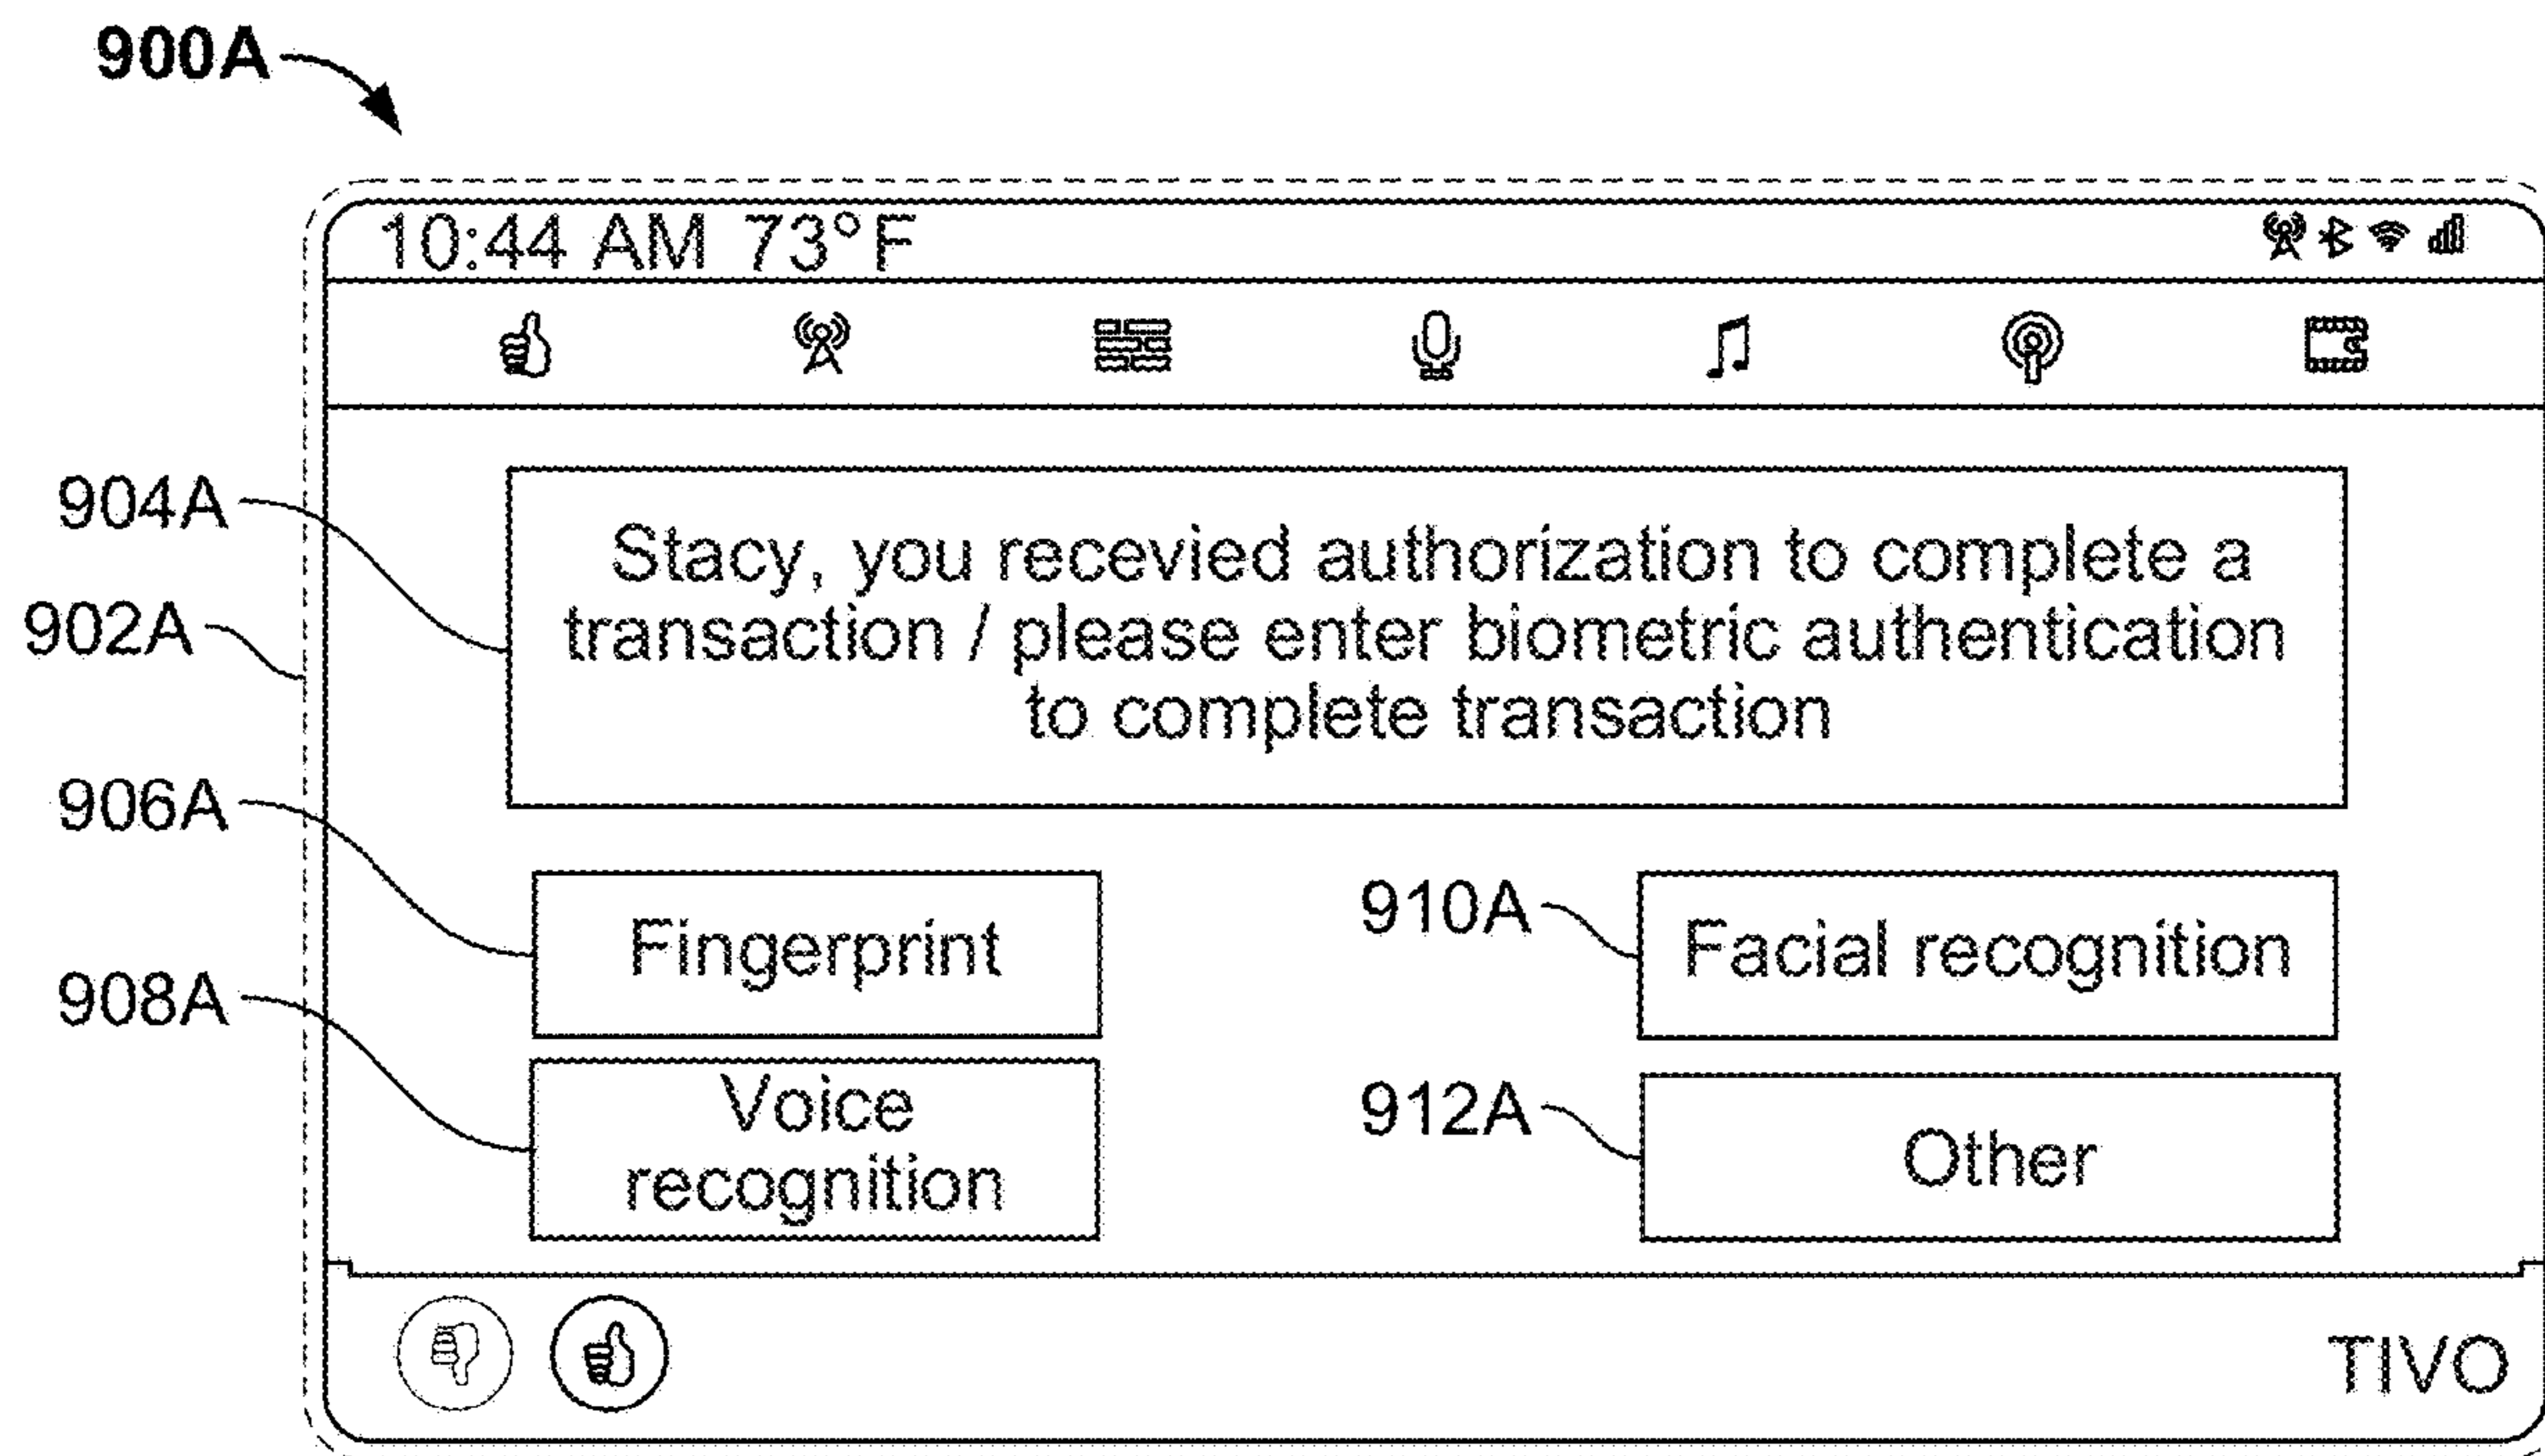 900A
10:44 AM 73°F
904A
Stacy, you recevied authorization to complete a
transaction / please enter biometric authentication
to complete transaction
902A
906A
Fingerprint
910A
Facial recognition
908A
Voice
recognition
912A
Other
TIVO